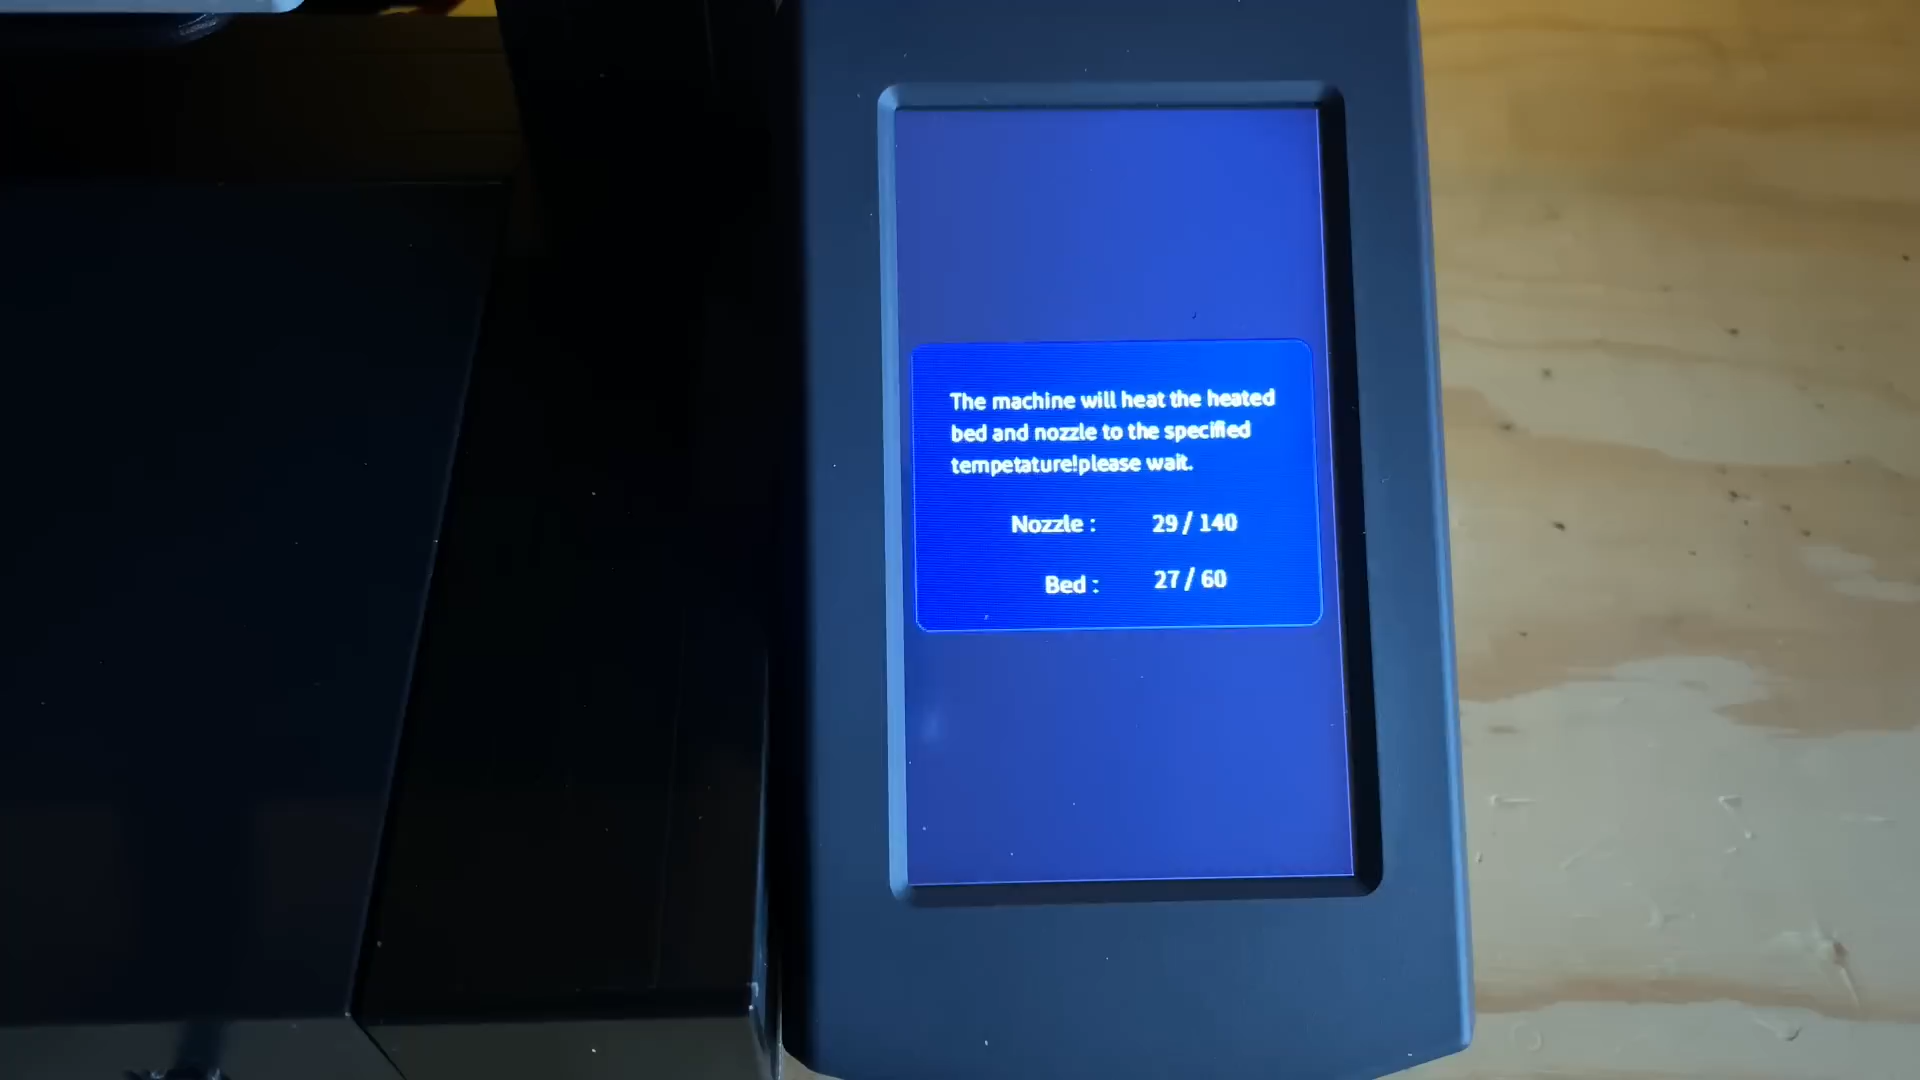 The machine will heat the heated
bed and nozzle to the specified
tempetature!please wait.
Nozzle : 29 / 140
Bed : 27 / 60